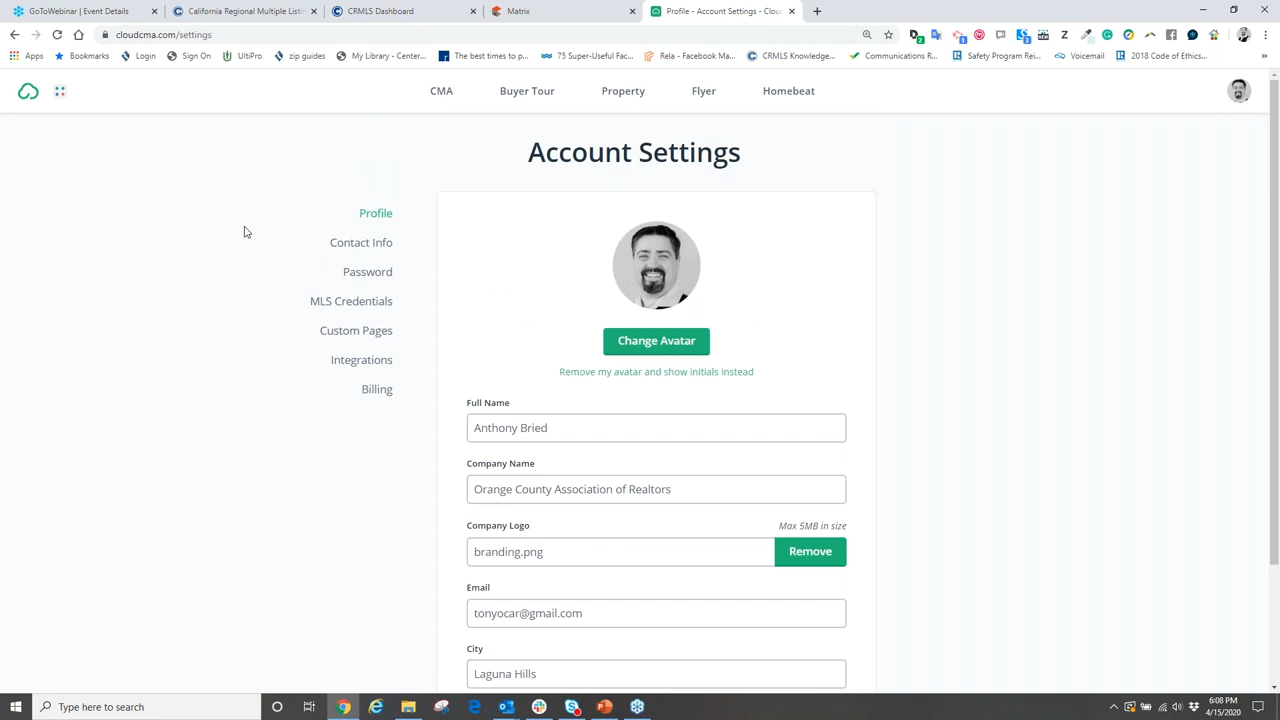 GoToWebinar | Event Details
California Regional Multiple Listin
CRMLS Dashboard
Matrix
Profile - Account Settings - Clou
cloudcma.com/settings
Apps
Bookmarks
Login
Sign On
UltiPro
zip guides
My Library - Center...
The best times to p...
75 Super-Useful Fac...
Rela - Facebook Ma...
CRMLS Knowledge...
Communications R...
Safety Program Rei...
Voicemail
2018 Code of Ethics...
CMA
Buyer Tour
Property
Flyer
Homebeat
Account Settings
Profile
Contact Info
Password
MLS Credentials
Custom Pages
Integrations
Billing
Change Avatar
Remove my avatar and show initials instead
Full Name
Anthony Bried
Company Name
Orange County Association of Realtors
Company Logo
Max 5MB in size
branding.png
Remove
Email
tonyocar@gmail.com
City
Laguna Hills
Type here to search
6:08 PM
4/15/2020